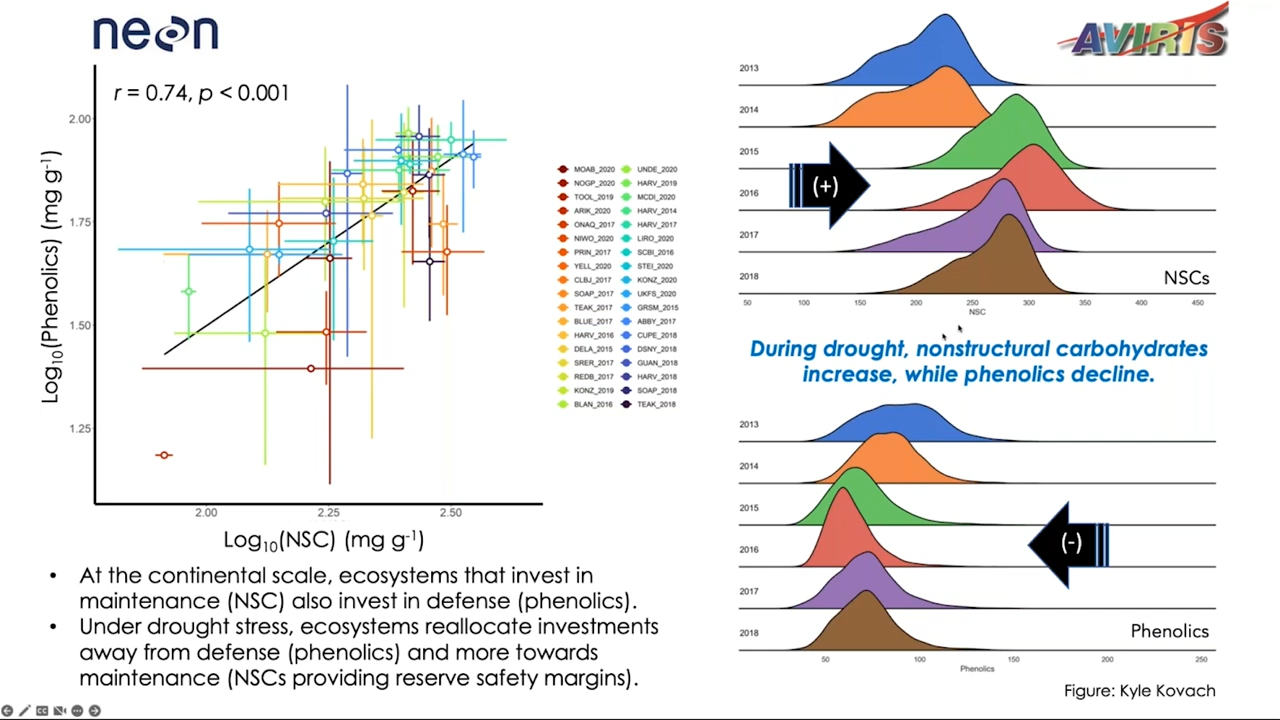 neon
AVIRIS
r = 0.74, p < 0.001
Log10(Phenolics) (mg g-1)
2.00
1.75
1.50
1.25
2.00 2.25 2.50
Log10(NSC) (mg g-1)
MOAB_2020
NOGP_2020
TOOL_2019
ARIK_2020
ONAQ_2017
NIWO_2020
PRIN_2017
YELL_2020
CLBJ_2017
SOAP_2017
TEAK_2017
BLUE_2017
HARV_2016
DELA_2015
SRER_2017
REDB_2017
KONZ_2019
BLAN_2016
UNDE_2020
HARV_2019
MCDI_2020
HARV_2014
HARV_2017
LIRO_2020
SCBI_2016
STEI_2020
KONZ_2020
UKFS_2020
GRSM_2015
ABBY_2017
CUPE_2018
DSNY_2018
GUAN_2018
HARV_2018
SOAP_2018
TEAK_2018
• At the continental scale, ecosystems that invest in
maintenance (NSC) also invest in defense (phenolics).
• Under drought stress, ecosystems reallocate investments
away from defense (phenolics) and more towards
maintenance (NSCs providing reserve safety margins).
2013
2014
2015
2016
2017
2018
(+)
NSCs
50 100 150 200 250 300 350 400 450
NSC
During drought, nonstructural carbohydrates
increase, while phenolics decline.
2013
2014
2015
2016
2017
2018
(-)
Phenolics
50 100 150 200 250
Phenolics
Figure: Kyle Kovach
CC